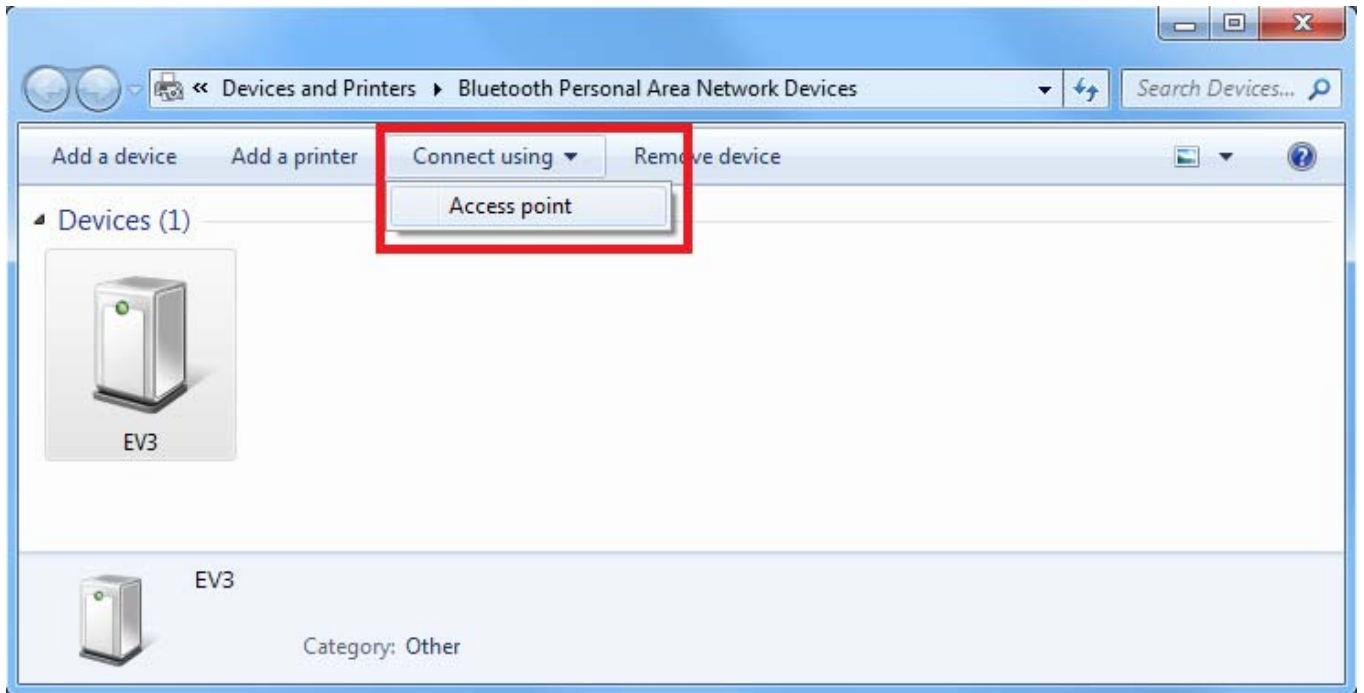 « Devices and Printers ▸ Bluetooth Personal Area Network Devices
Search Devices...
Add a device Add a printer Connect using Remove device
Access point
Devices (1)
EV3
EV3
Category: Other